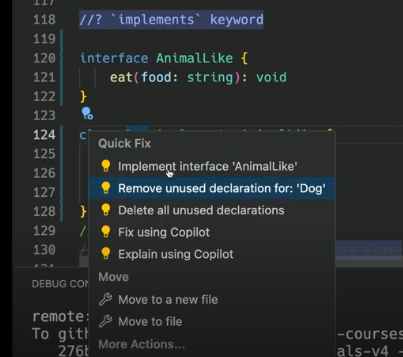 117
118 //? `implements` keyword
119
120 interface AnimalLike {
121 eat(food: string): void
122 }
123
124 c
Quick Fix
125
Implement interface 'AnimalLike'
126
Remove unused declaration for: 'Dog'
127
Delete all unused declarations
128 }
Fix using Copilot
129 /
Explain using Copilot
130
Move
Move to a new file
DEBUG CON
Move to file
remote:
More Actions...
To gith
-courses
276b
als-v4 -